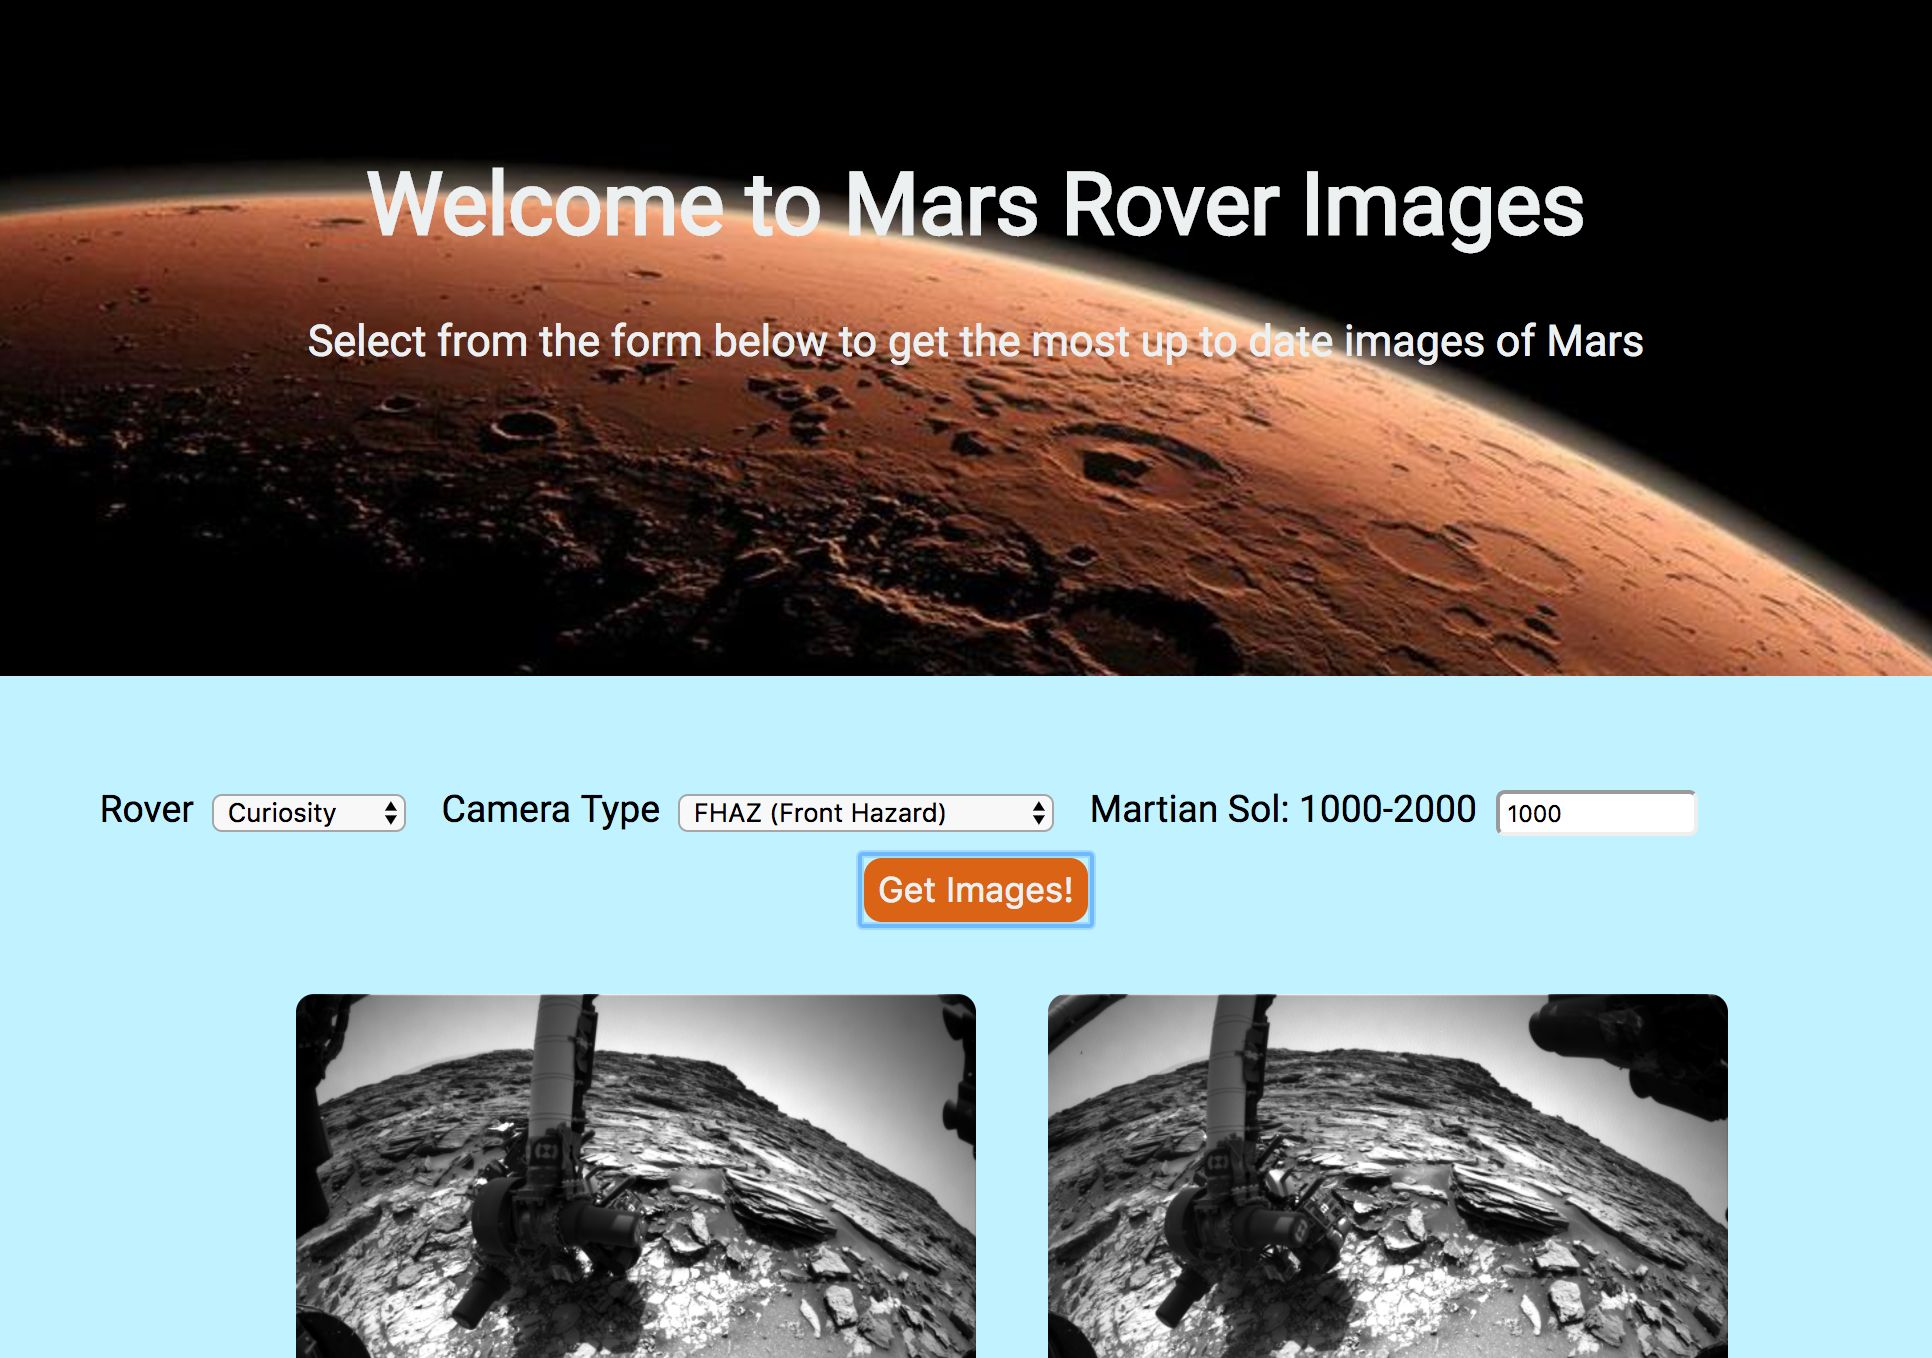 Welcome to Mars Rover Images
Select from the form below to get the most up to date images of Mars
Rover Curiosity Camera Type FHAZ (Front Hazard) Martian Sol: 1000-2000 1000
Get Images!